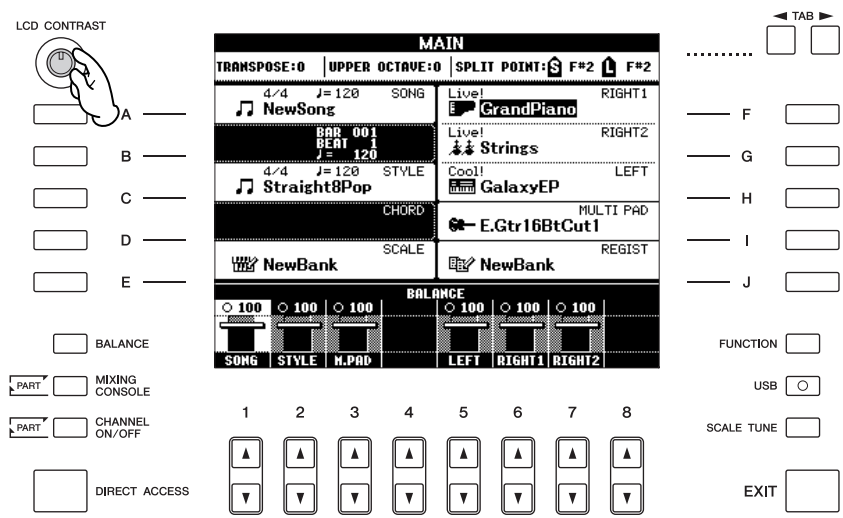 LCD CONTRAST
◄ TAB ►
MAIN
TRANSPOSE:0 UPPER OCTAVE:0 SPLIT POINT: S F#2 L F#2
4/4 ♩=120 SONG
NewSong
BAR 001
BEAT 1
♩= 120
4/4 ♩=120 STYLE
Straight8Pop
CHORD
SCALE
NewBank
Live! RIGHT1
GrandPiano
Live! RIGHT2
Strings
Cool! LEFT
GalaxyEP
MULTI PAD
E.Gtr16BtCut1
REGIST
NewBank
BALANCE
100 100 100 100 100 100
SONG STYLE M.PAD LEFT RIGHT1 RIGHT2
A
B
C
D
E
F
G
H
I
J
BALANCE
PART MIXING
CONSOLE
PART CHANNEL
ON/OFF
DIRECT ACCESS
1 2 3 4 5 6 7 8
FUNCTION
USB
SCALE TUNE
EXIT